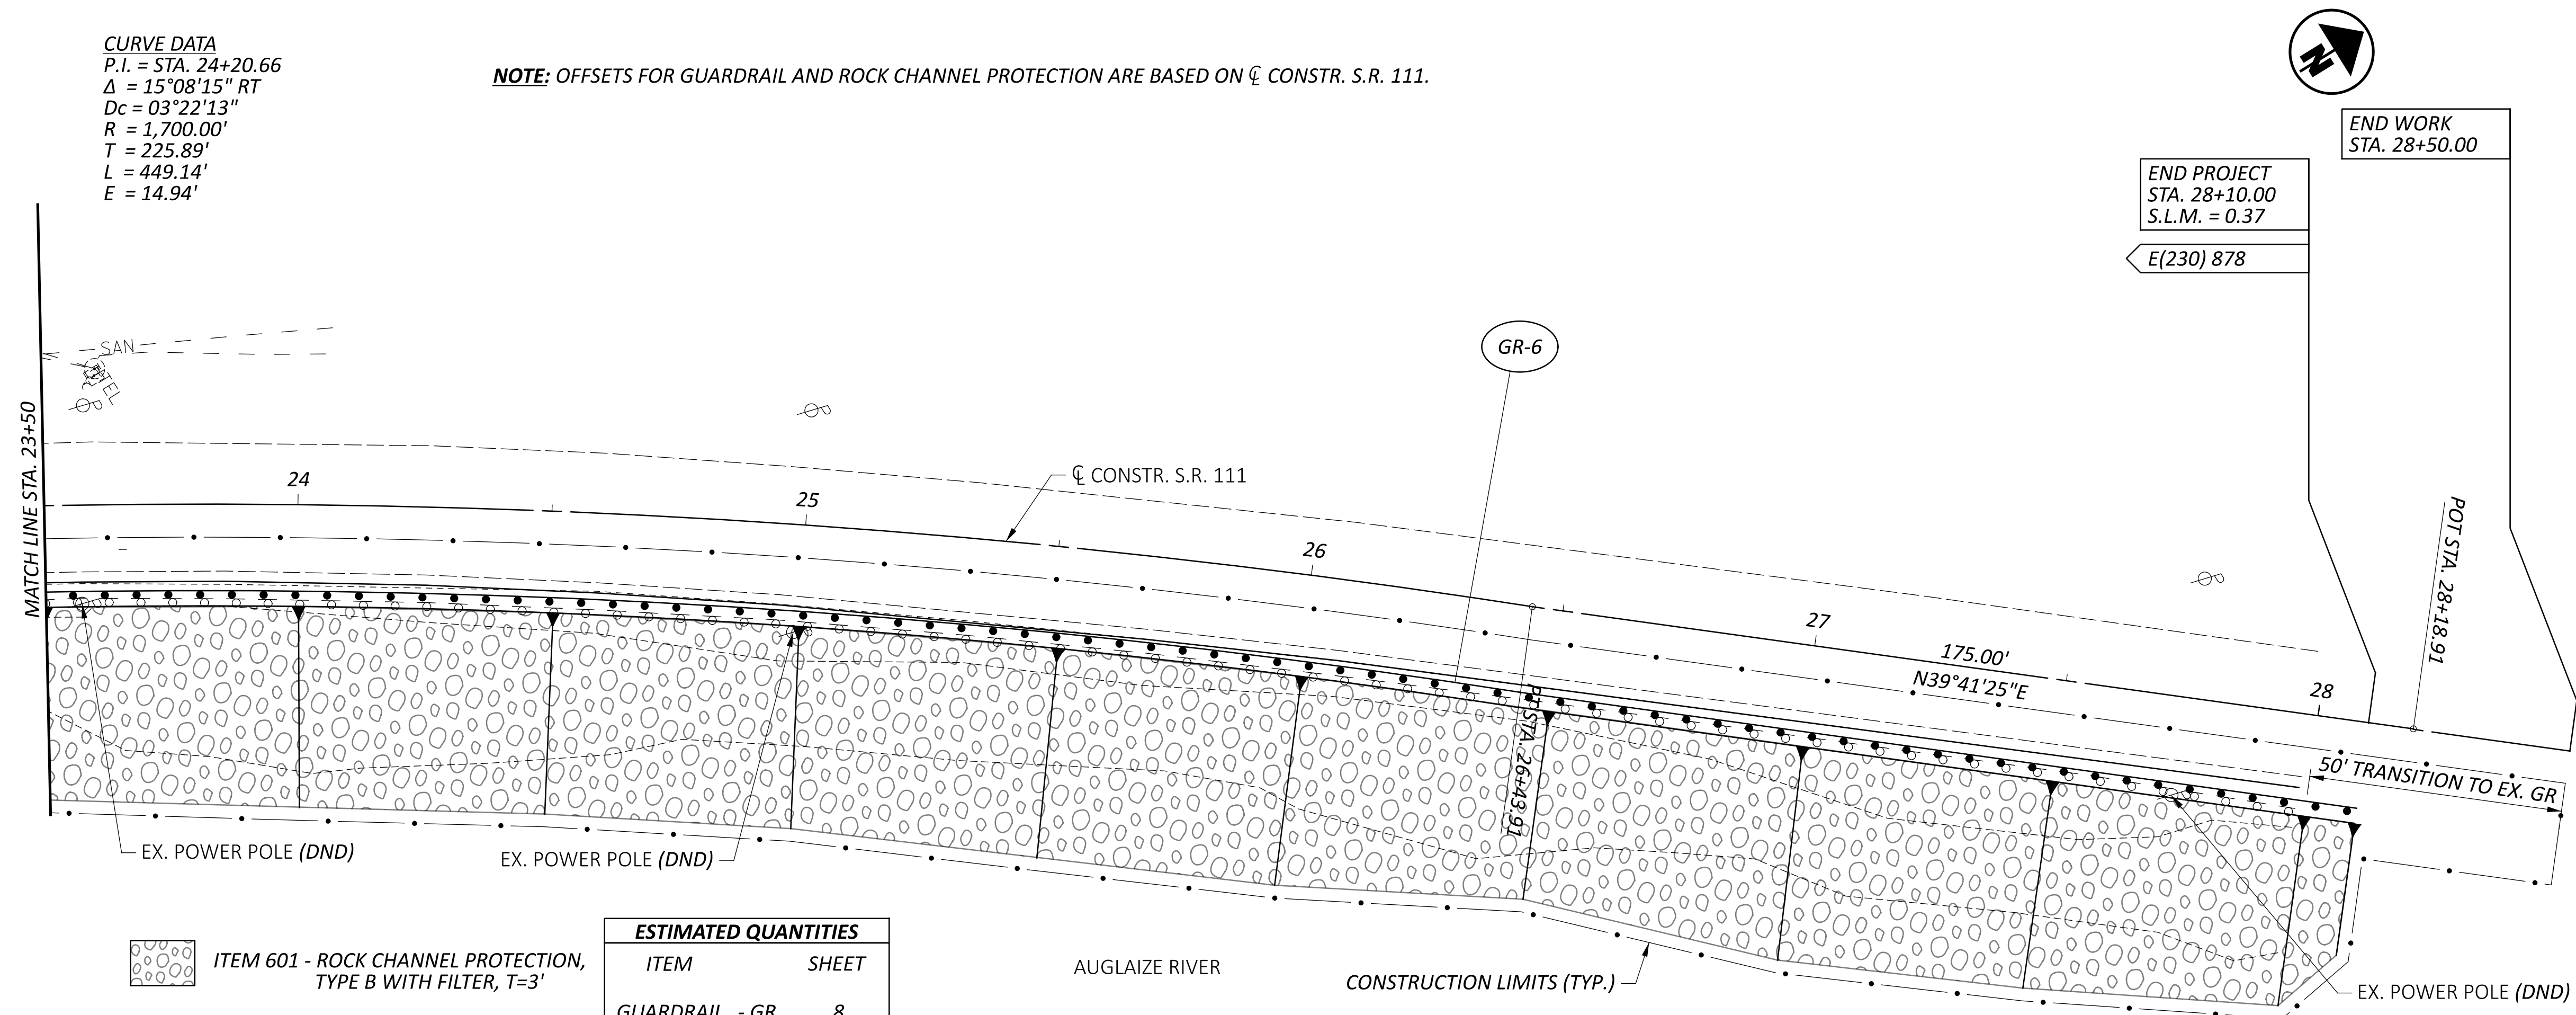 CURVE DATA
P.I. = STA. 24+20.66
Δ = 15°08'15" RT
Dc = 03°22'13"
R = 1,700.00'
T = 225.89'
L = 449.14'
E = 14.94'
NOTE: OFFSETS FOR GUARDRAIL AND ROCK CHANNEL PROTECTION ARE BASED ON ℄ CONSTR. S.R. 111.
N
END WORK
STA. 28+50.00
END PROJECT
STA. 28+10.00
S.L.M. = 0.37
E(230) 878
MATCH LINE STA. 23+50
SAN
TEL
GR-6
24
25
℄ CONSTR. S.R. 111
26
27
175.00'
N39°41'25"E
28
POT STA. 28+18.91
PT STA. 26+43.91
50' TRANSITION TO EX. GR
EX. POWER POLE (DND)
EX. POWER POLE (DND)
ITEM 601 - ROCK CHANNEL PROTECTION,
TYPE B WITH FILTER, T=3'
ESTIMATED QUANTITIES
ITEM SHEET
GUARDRAIL - GR 8
AUGLAIZE RIVER
CONSTRUCTION LIMITS (TYP.)
EX. POWER POLE (DND)